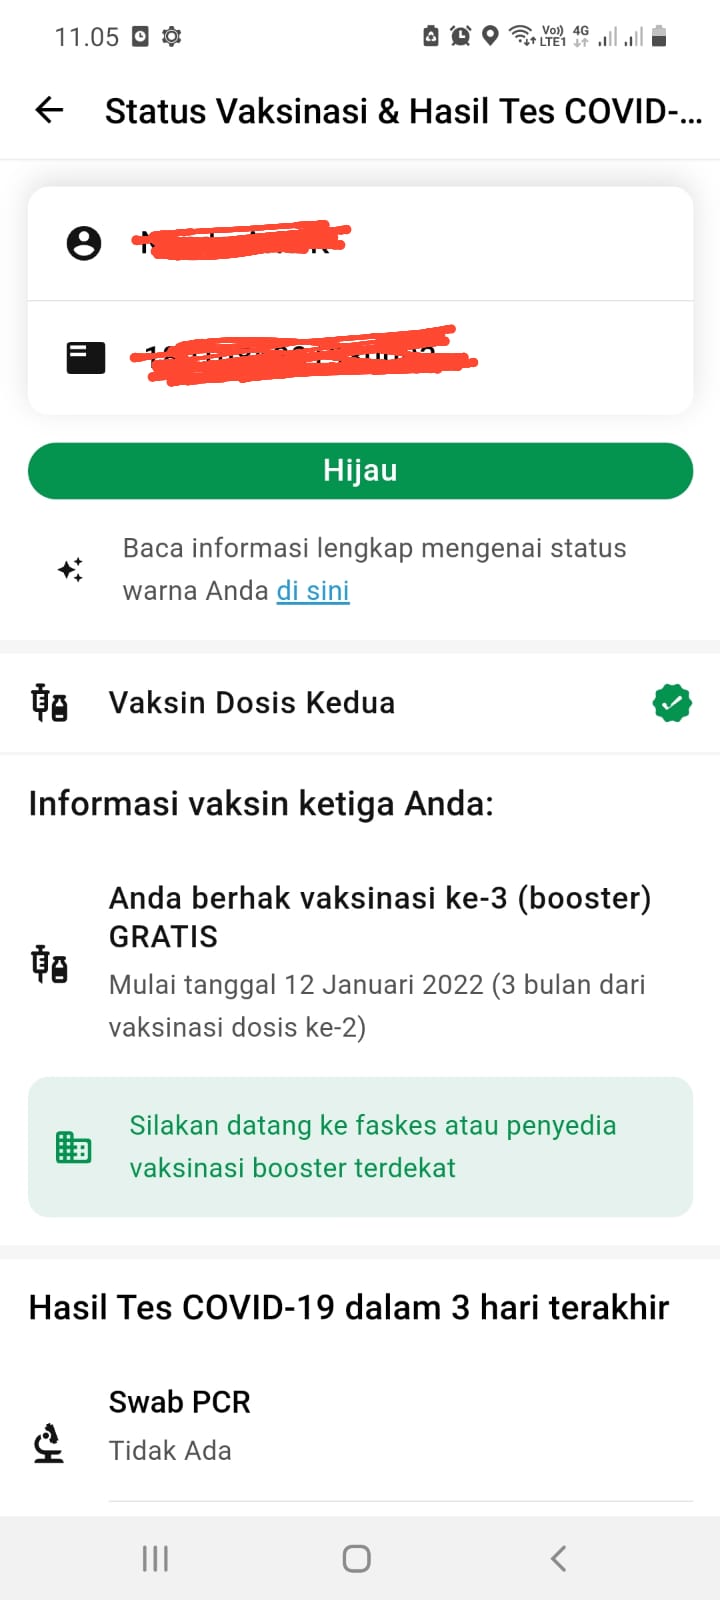 11.05
Vo)) 4G
LTE1
Status Vaksinasi & Hasil Tes COVID-...
Hijau
Baca informasi lengkap mengenai status
warna Anda di sini
Vaksin Dosis Kedua
Informasi vaksin ketiga Anda:
Anda berhak vaksinasi ke-3 (booster)
GRATIS
Mulai tanggal 12 Januari 2022 (3 bulan dari
vaksinasi dosis ke-2)
Silakan datang ke faskes atau penyedia
vaksinasi booster terdekat
Hasil Tes COVID-19 dalam 3 hari terakhir
Swab PCR
Tidak Ada